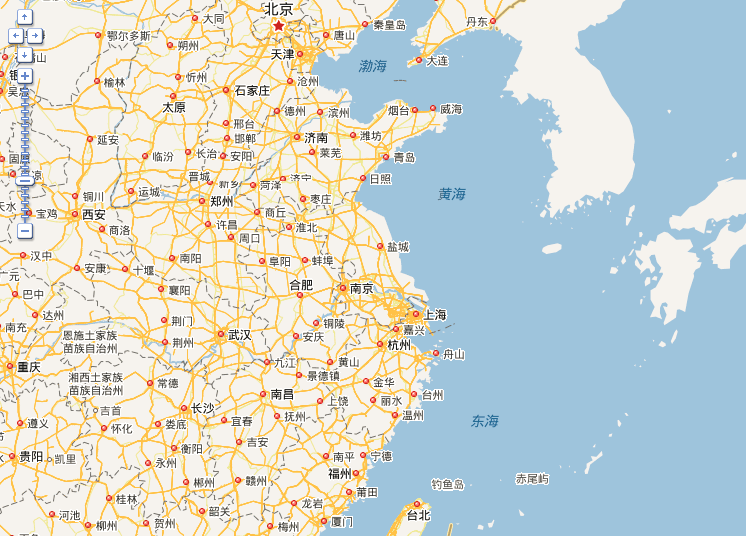 北京
大同
秦皇岛
丹东
鄂尔多斯
唐山
朔州
天津
渤海
大连
忻州
榆林
沧州
石家庄
太原
德州
滨州
烟台
威海
邢台
延安
邯郸
济南
潍坊
临汾
长治
安阳
莱芜
青岛
晋城
济宁
日照
新乡
菏泽
运城
铜川
枣庄
黄海
郑州
宝鸡
西安
商丘
许昌
淮北
商洛
周口
盐城
汉中
南阳
阜阳
蚌埠
安康
十堰
广元
合肥
南京
襄阳
巴中
达州
上海
荆门
铜陵
南充
嘉兴
恩施土家族
苗族自治州
武汉
安庆
荆州
杭州
舟山
九江
黄山
重庆
景德镇
湘西土家族
苗族自治州
常德
金华
南昌
台州
上饶
丽水
吉首
长沙
抚州
温州
遵义
怀化
娄底
宜春
东海
吉安
衡阳
贵阳
凯里
南平
宁德
永州
福州
赤尾屿
郴州
赣州
钓鱼岛
莆田
桂林
龙岩
河池
韶关
台北
柳州
贺州
梅州
厦门